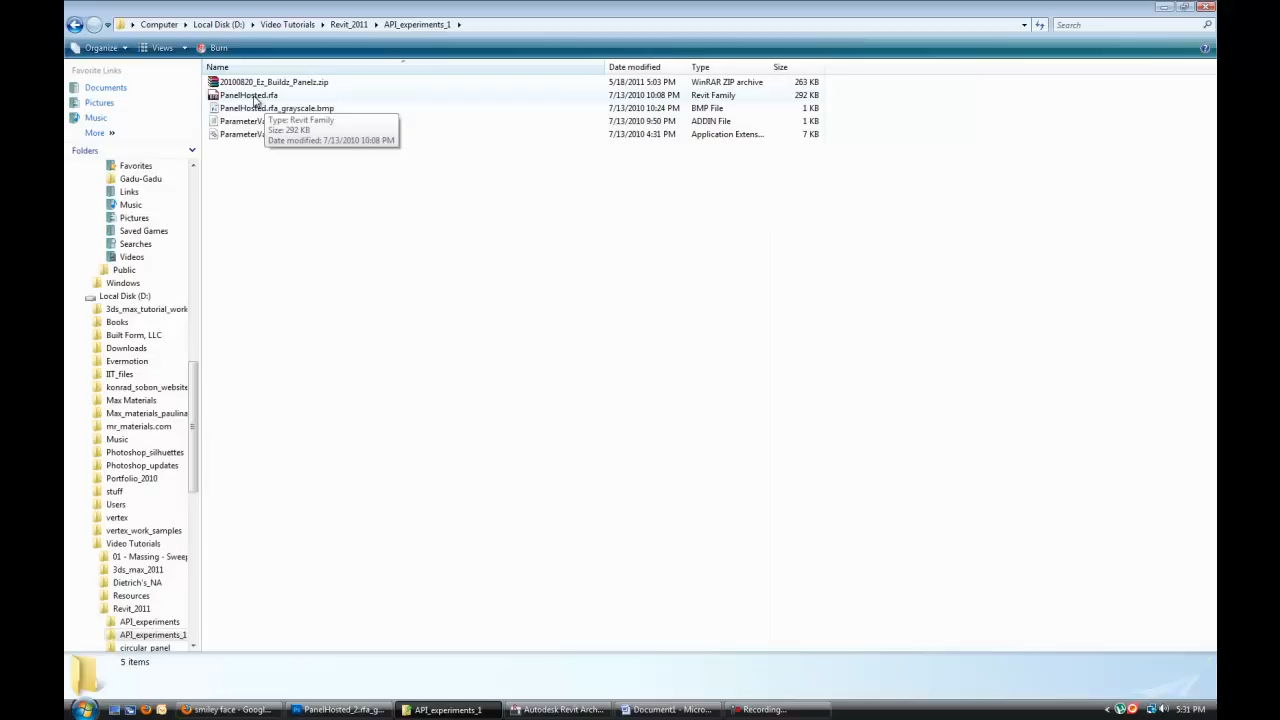 Computer ▸ Local Disk (D:) ▸ Video Tutorials ▸ Revit_2011 ▸ API_experiments_1 ▸
Search
Organize Views Burn
Favorite Links
Documents
Pictures
Music
More »
Folders
Favorites
Gadu-Gadu
Links
Music
Pictures
Saved Games
Searches
Videos
Public
Windows
Local Disk (D:)
3ds_max_tutorial_work
Books
Built Form, LLC
Downloads
Evermotion
IIT_files
konrad_sobon_website
Max Materials
Max_materials_paulina
mr_materials.com
Music
Photoshop_silhuettes
Photoshop_updates
Portfolio_2010
stuff
Users
vertex
vertex_work_samples
Video Tutorials
01 - Massing - Sweep
3ds_max_2011
Dietrich's_NA
Resources
Revit_2011
API_experiments
API_experiments_1
circular_panel
Name Date modified Type Size
20100820_Ez_Buildz_Panelz.zip 5/18/2011 5:03 PM WinRAR ZIP archive 263 KB
PanelHosted.rfa 7/13/2010 10:08 PM Revit Family 292 KB
PanelHosted.rfa_grayscale.bmp 7/13/2010 10:24 PM BMP File 1 KB
ParameterVa 7/13/2010 9:50 PM ADDIN File 1 KB
ParameterVa 7/13/2010 4:31 PM Application Extens... 7 KB
Type: Revit Family
Size: 292 KB
Date modified: 7/13/2010 10:08 PM
5 items
smiley face - Googl... PanelHosted_2.rfa_g... API_experiments_1 Autodesk Revit Arch... Document1 - Micro... Recording... 5:31 PM